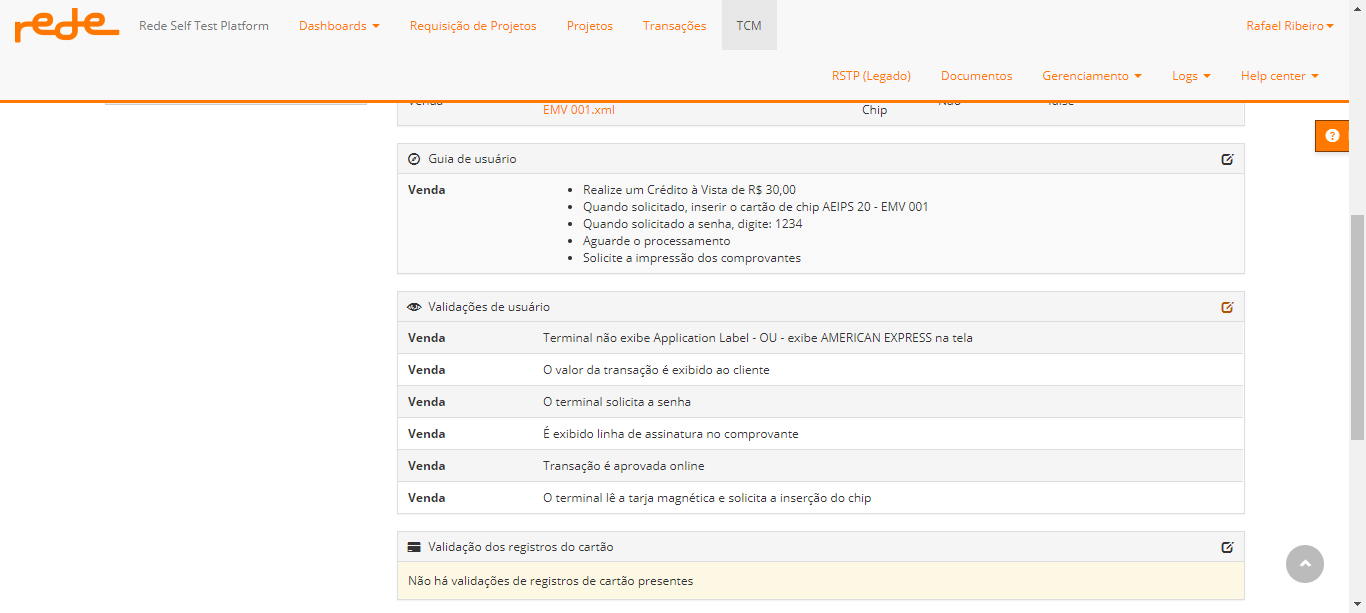 rede Rede Self Test Platform Dashboards Requisição de Projetos Projetos Transações TCM Rafael Ribeiro
RSTP (Legado) Documentos Gerenciamento Logs Help center
Venda EMV 001.xml Chip Não false
Guia de usuário
Venda
Realize um Crédito à Vista de R$ 30,00
Quando solicitado, inserir o cartão de chip AEIPS 20 - EMV 001
Quando solicitado a senha, digite: 1234
Aguarde o processamento
Solicite a impressão dos comprovantes
Validações de usuário
Venda Terminal não exibe Application Label - OU - exibe AMERICAN EXPRESS na tela
Venda O valor da transação é exibido ao cliente
Venda O terminal solicita a senha
Venda É exibido linha de assinatura no comprovante
Venda Transação é aprovada online
Venda O terminal lê a tarja magnética e solicita a inserção do chip
Validação dos registros do cartão
Não há validações de registros de cartão presentes